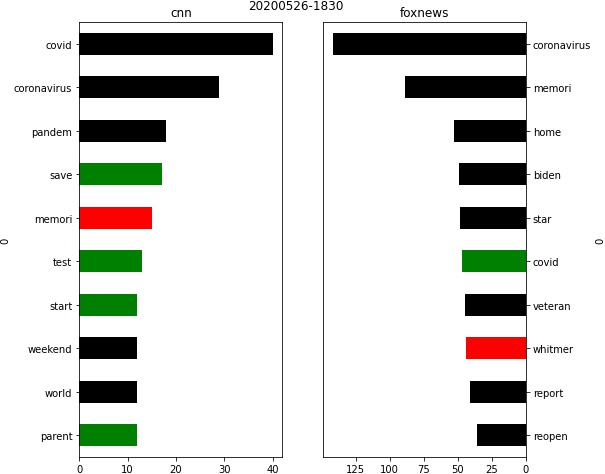 20200526-1830
cnn
foxnews
covid
coronavirus
pandem
save
memori
test
start
weekend
world
parent
0
0 10 20 30 40
coronavirus
memori
home
biden
star
covid
veteran
whitmer
report
reopen
0
125 100 75 50 25 0